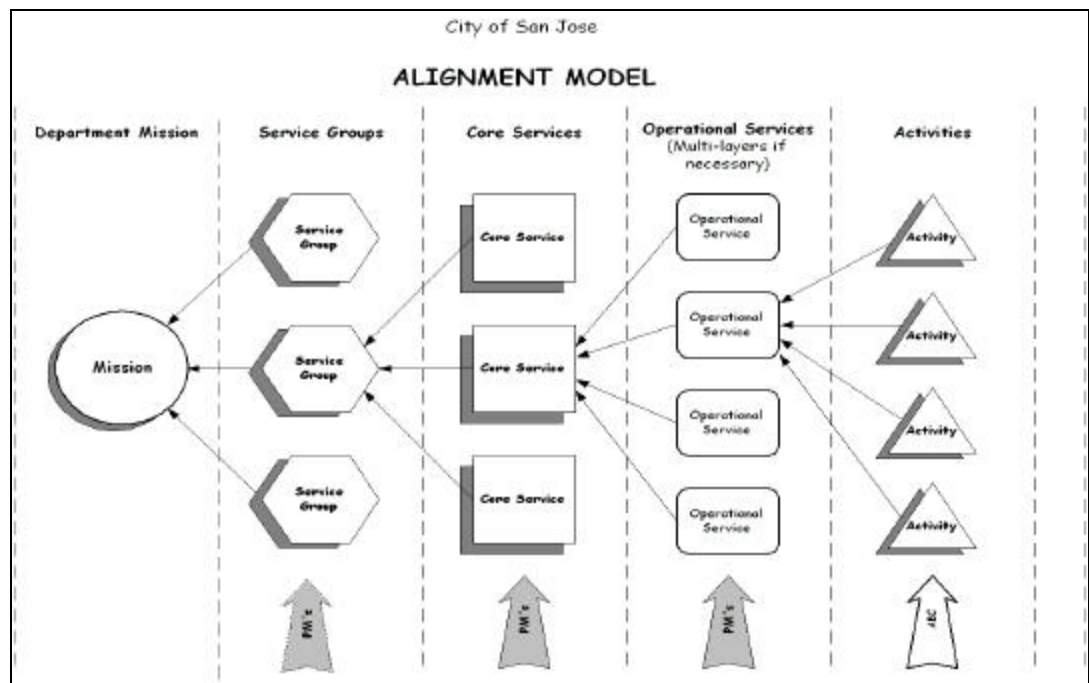 City of San Jose
ALIGNMENT MODEL
Department Mission
Service Groups
Core Services
Operational Services
(Multi-layers if
necessary)
Activities
Service
Group
Core Service
Operational
Service
Activity
Mission
Service
Group
Core Service
Operational
Service
Activity
Operational
Service
Activity
Service
Group
Core Service
Operational
Service
Activity
PM's
PM's
PM's
ABC